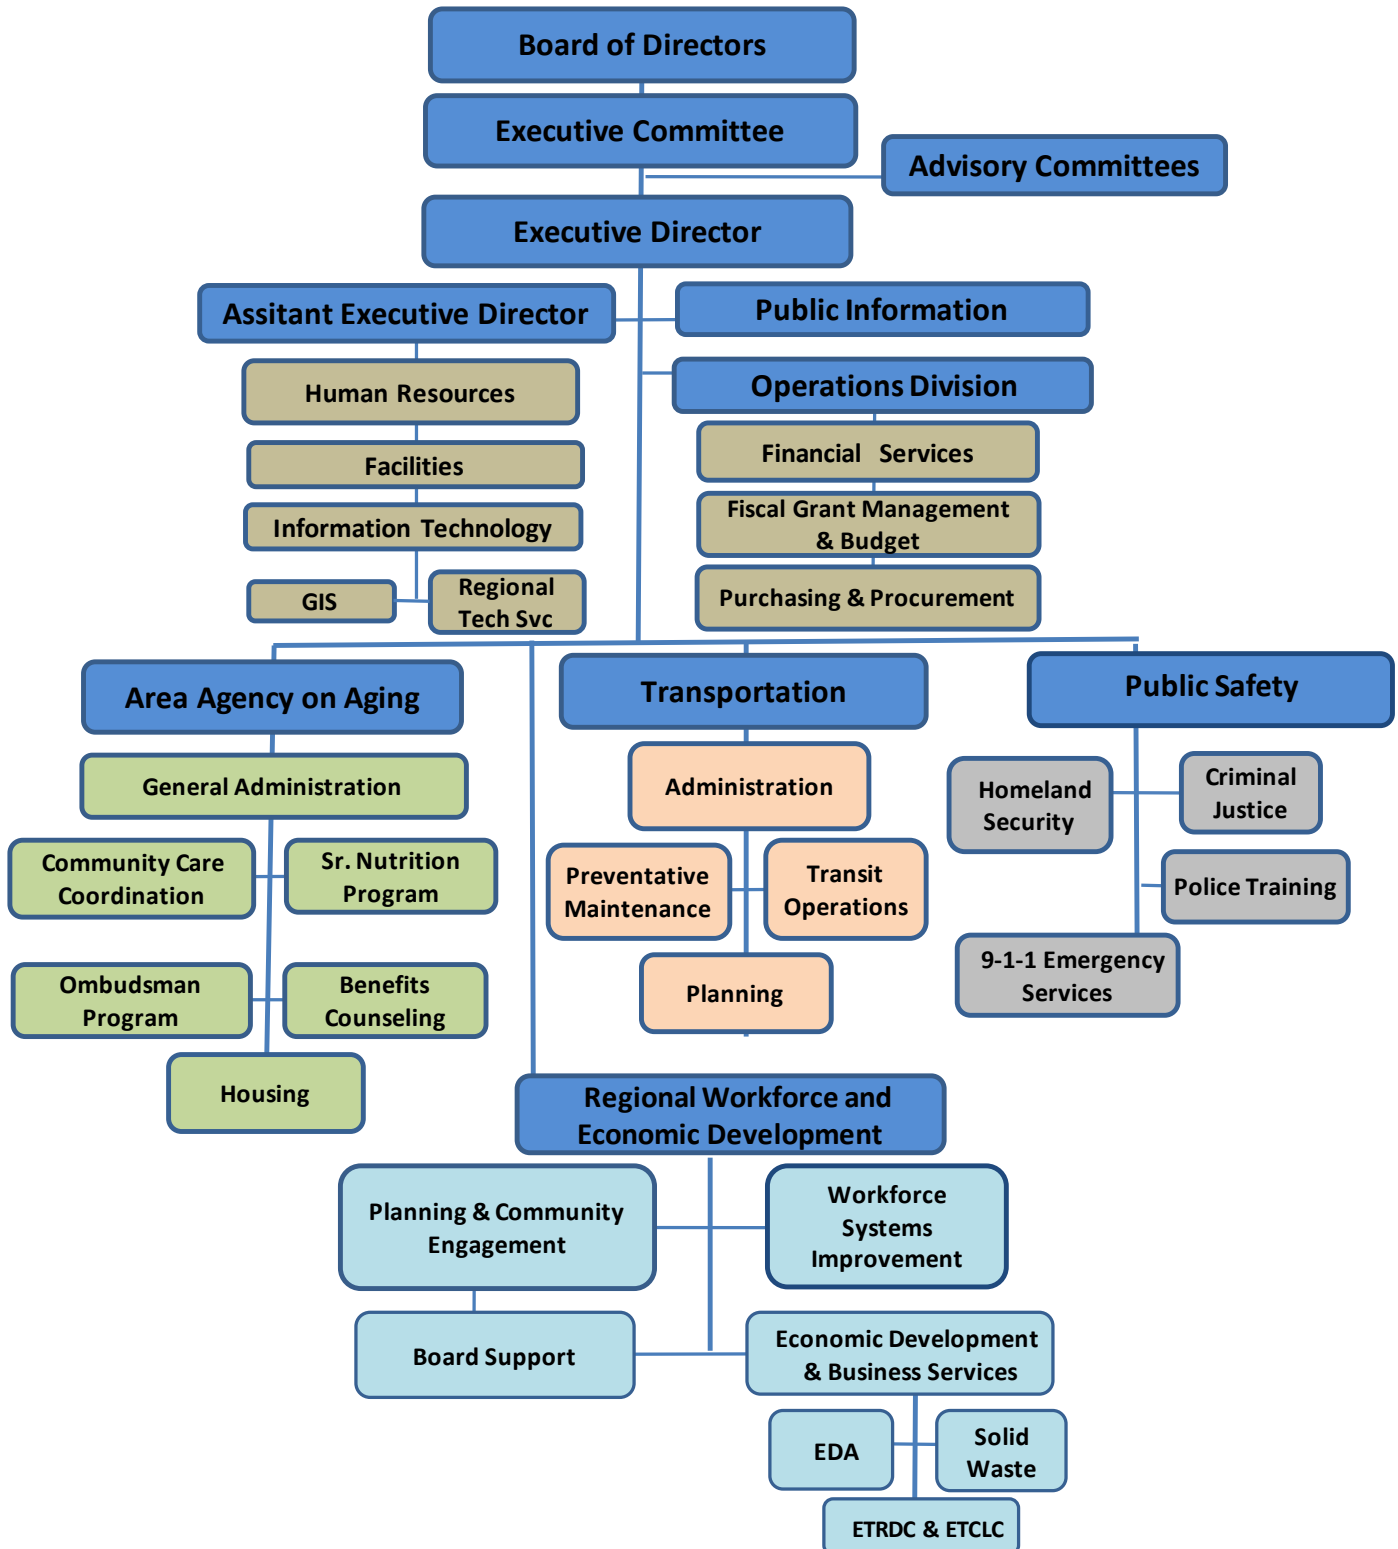 Board of Directors
Executive Committee
Advisory Committees
Executive Director
Assitant Executive Director
Public Information
Human Resources
Operations Division
Facilities
Financial Services
Information Technology
Fiscal Grant Management
& Budget
GIS
Regional
Tech Svc
Purchasing & Procurement
Area Agency on Aging
Transportation
Public Safety
General Administration
Administration
Homeland
Security
Criminal
Justice
Community Care
Coordination
Sr. Nutrition
Program
Preventative
Maintenance
Transit
Operations
Police Training
Ombudsman
Program
Benefits
Counseling
Planning
9-1-1 Emergency
Services
Housing
Regional Workforce and
Economic Development
Planning & Community
Engagement
Workforce
Systems
Improvement
Board Support
Economic Development
& Business Services
EDA
Solid
Waste
ETRDC & ETCLC